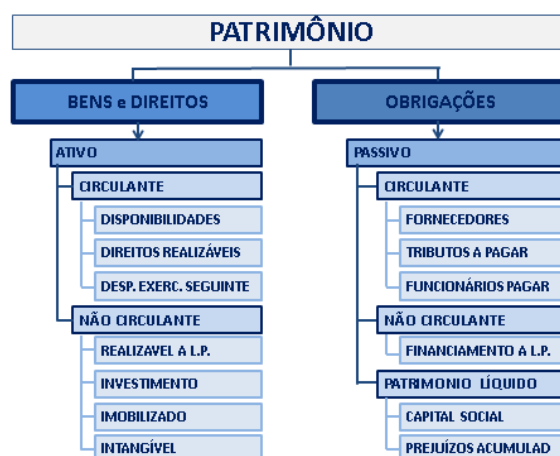 PATRIMÔNIO
BENS e DIREITOS
ATIVO
CIRCULANTE
DISPONIBILIDADES
DIREITOS REALIZÁVEIS
DESP. EXERC. SEGUINTE
NÃO CIRCULANTE
REALIZAVEL A L.P.
INVESTIMENTO
IMOBILIZADO
INTANGÍVEL
OBRIGAÇÕES
PASSIVO
CIRCULANTE
FORNECEDORES
TRIBUTOS A PAGAR
FUNCIONÁRIOS PAGAR
NÃO CIRCULANTE
FINANCIAMENTO A L.P.
PATRIMONIO LÍQUIDO
CAPITAL SOCIAL
PREJUÍZOS ACUMULAD